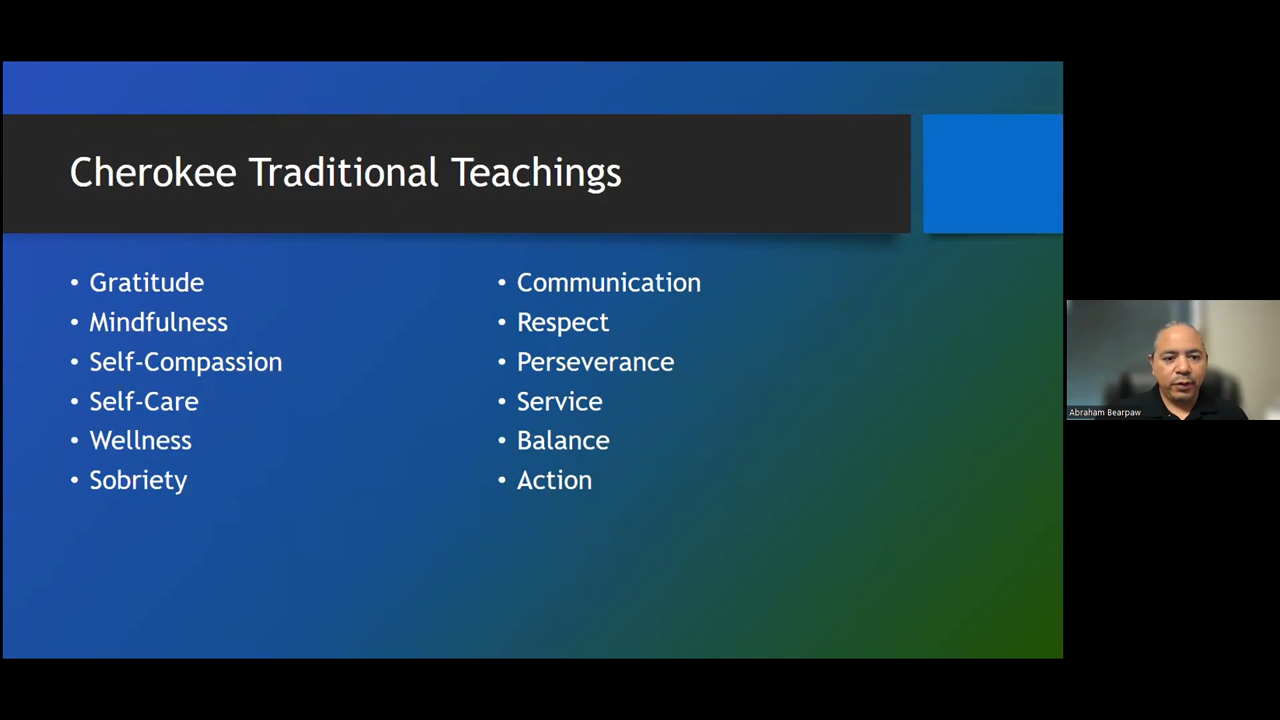 Cherokee Traditional Teachings
• Gratitude
• Mindfulness
• Self-Compassion
• Self-Care
• Wellness
• Sobriety
• Communication
• Respect
• Perseverance
• Service
• Balance
• Action
Abraham Bearpaw